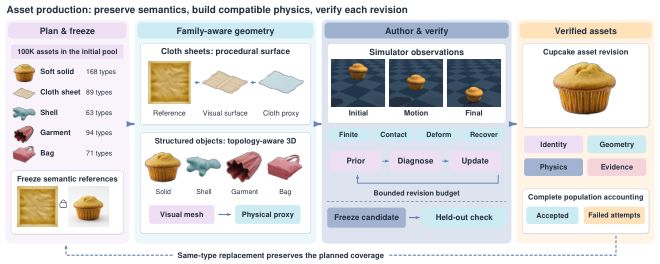 Asset production: preserve semantics, build compatible physics, verify each revision
Plan & freeze
100K assets in the initial pool
Soft solid 168 types
Cloth sheet 89 types
Shell 63 types
Garment 94 types
Bag 71 types
Freeze semantic references
Family-aware geometry
Cloth sheets: procedural surface
Reference Visual surface Cloth proxy
Structured objects: topology-aware 3D
Solid Shell Garment Bag
Visual mesh Physical proxy
Author & verify
Simulator observations
Initial Motion Final
Finite Contact Deform Recover
Prior Diagnose Update
Bounded revision budget
Freeze candidate Held-out check
Verified assets
Cupcake asset revision
Identity Geometry
Physics Evidence
Complete population accounting
Accepted Failed attempts
Same-type replacement preserves the planned coverage